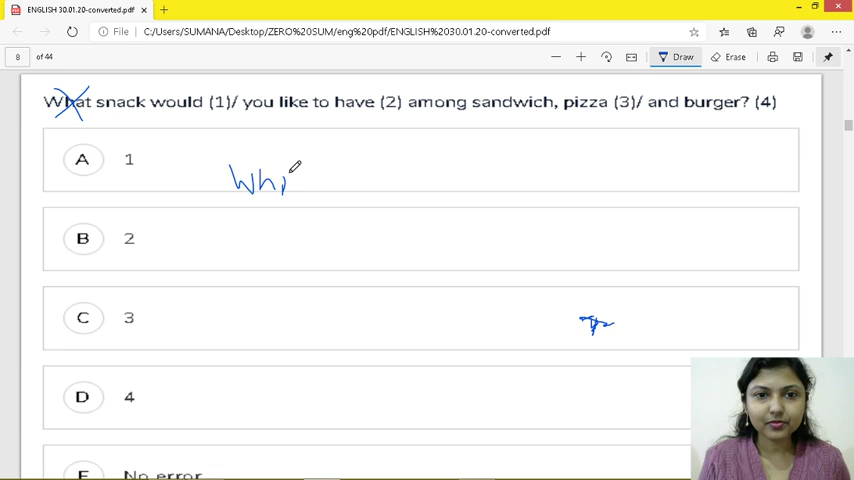 ENGLISH 30.01.20-converted.pdf
C:/Users/SUMANA/Desktop/ZERO%20SUM/eng%20pdf/ENGLISH%2030.01.20-converted.pdf
8 of 44
Draw
Erase
What snack would (1)/ you like to have (2) among sandwich, pizza (3)/ and burger? (4)
A 1
Whi
B 2
C 3
D 4
E No error